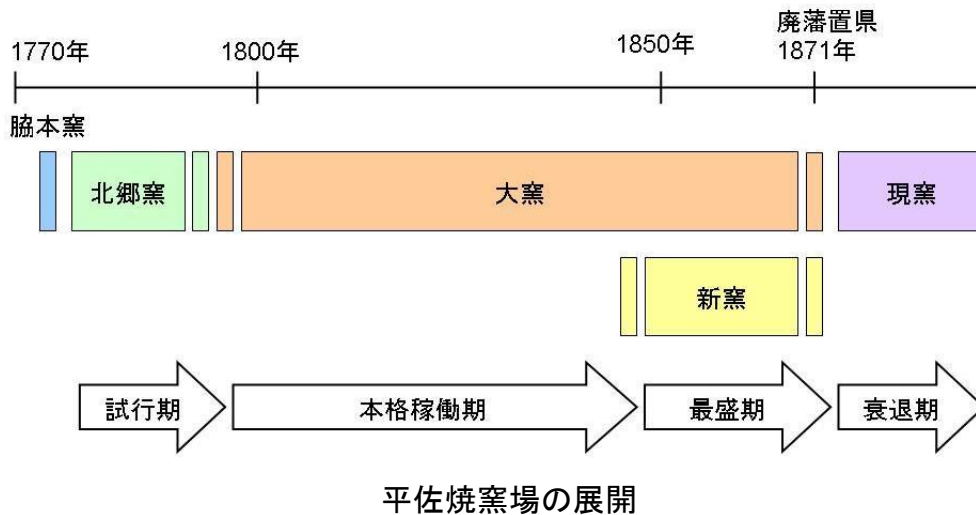 廃藩置県
1770年 1800年 1850年 1871年
脇本窯
北郷窯 大窯 現窯
新窯
試行期 本格稼働期 最盛期 衰退期
平佐焼窯場の展開